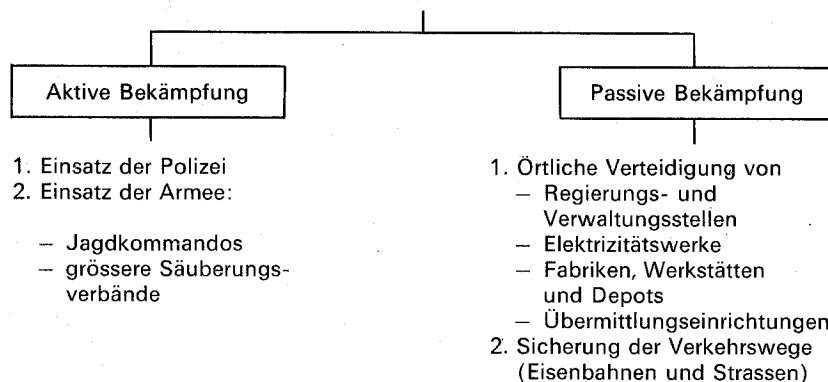 Aktive Bekämpfung
1. Einsatz der Polizei
2. Einsatz der Armee:
– Jagdkommandos
– grössere Säuberungs-
verbände
Passive Bekämpfung
1. Örtliche Verteidigung von
– Regierungs- und
Verwaltungsstellen
– Elektrizitätswerke
– Fabriken, Werkstätten
und Depots
– Übermittlungseinrichtungen
2. Sicherung der Verkehrswege
(Eisenbahnen und Strassen)